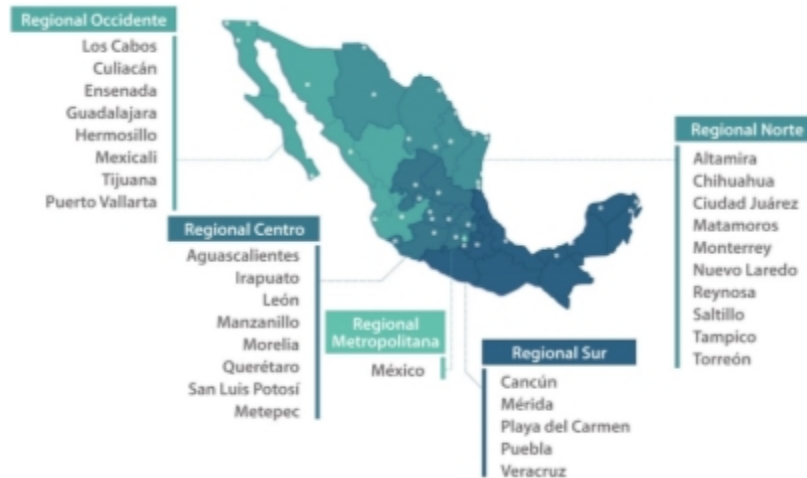 Regional Occidente
Los Cabos
Culiacán
Ensenada
Guadalajara
Hermosillo
Mexicali
Tijuana
Puerto Vallarta
Regional Norte
Altamira
Chihuahua
Ciudad Juárez
Matamoros
Monterrey
Nuevo Laredo
Reynosa
Saltillo
Tampico
Torreón
Regional Centro
Aguascalientes
Irapuato
León
Manzanillo
Morelia
Querétaro
San Luis Potosí
Metepec
Regional
Metropolitana
México
Regional Sur
Cancún
Mérida
Playa del Carmen
Puebla
Veracruz